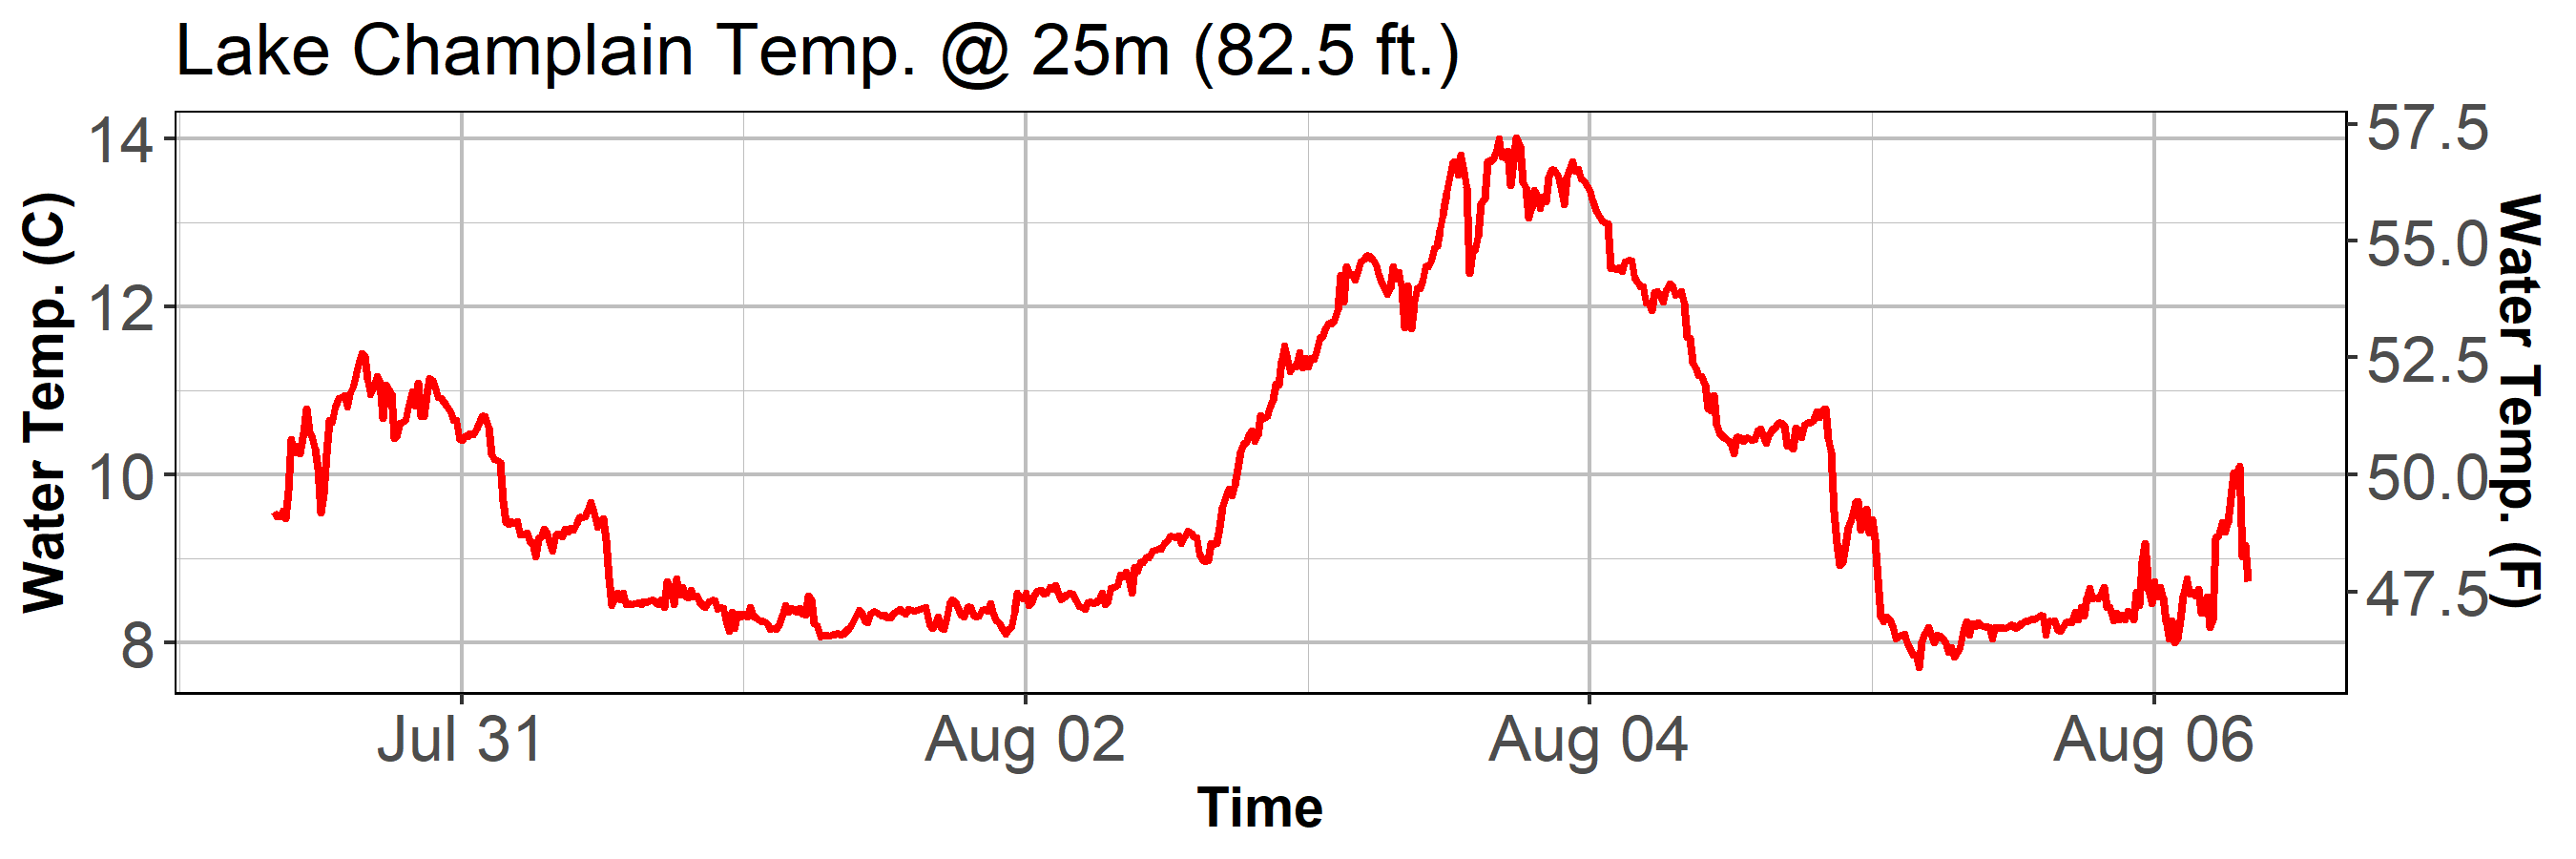 Lake Champlain Temp. @ 25m (82.5 ft.)
Water Temp. (C)
14
12
10
8
57.5
55.0
52.5
50.0
47.5
Water Temp. (F)
Jul 31
Aug 02
Aug 04
Aug 06
Time